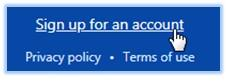 Sign up for an account
Privacy policy • Terms of use